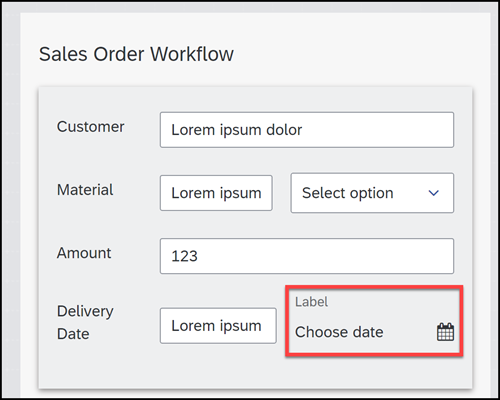 Sales Order Workflow
Customer
Lorem ipsum dolor
Material
Lorem ipsum
Select option
Amount
123
Delivery
Date
Lorem ipsum
Label
Choose date